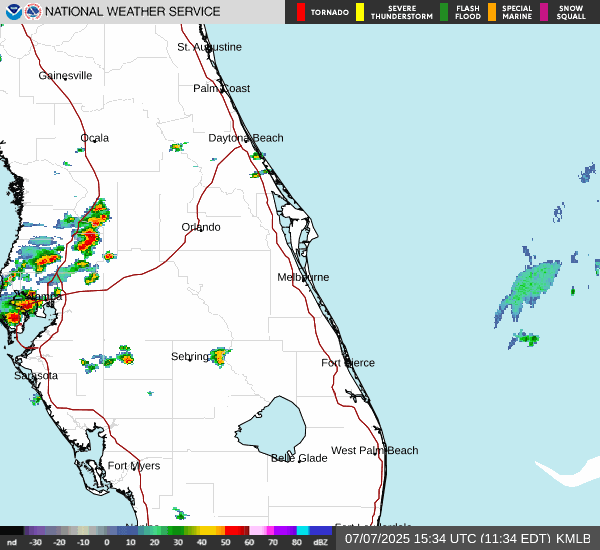 NATIONAL WEATHER SERVICE
TORNADO
SEVERE THUNDERSTORM
FLASH FLOOD
SPECIAL MARINE
SNOW SQUALL
St. Augustine
Gainesville
Palm Coast
Ocala
Daytona Beach
Orlando
Melbourne
Tampa
Sebring
Fort Pierce
Sarasota
West Palm Beach
Belle Glade
Fort Myers
nd -30 -20 -10 0 10 20 30 40 50 60 70 80 dBZ
07/07/2025 15:34 UTC (11:34 EDT) KMLB